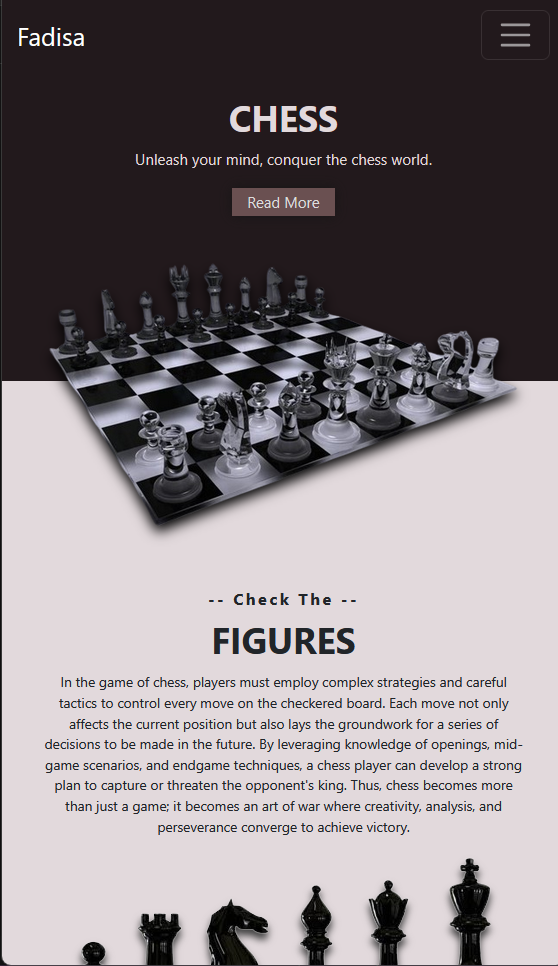 Fadisa
CHESS
Unleash your mind, conquer the chess world.
Read More
-- Check The --
FIGURES
In the game of chess, players must employ complex strategies and careful
tactics to control every move on the checkered board. Each move not only
affects the current position but also lays the groundwork for a series of
decisions to be made in the future. By leveraging knowledge of openings, mid-
game scenarios, and endgame techniques, a chess player can develop a strong
plan to capture or threaten the opponent's king. Thus, chess becomes more
than just a game; it becomes an art of war where creativity, analysis, and
perseverance converge to achieve victory.